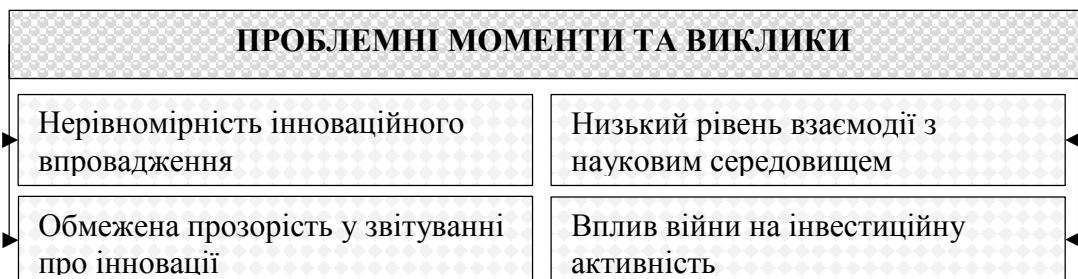 ПРОБЛЕМНІ МОМЕНТИ ТА ВИКЛИКИ
Нерівномірність інноваційного
впровадження
Низький рівень взаємодії з
науковим середовищем
Обмежена прозорість у звітуванні
про інновації
Вплив війни на інвестиційну
активність